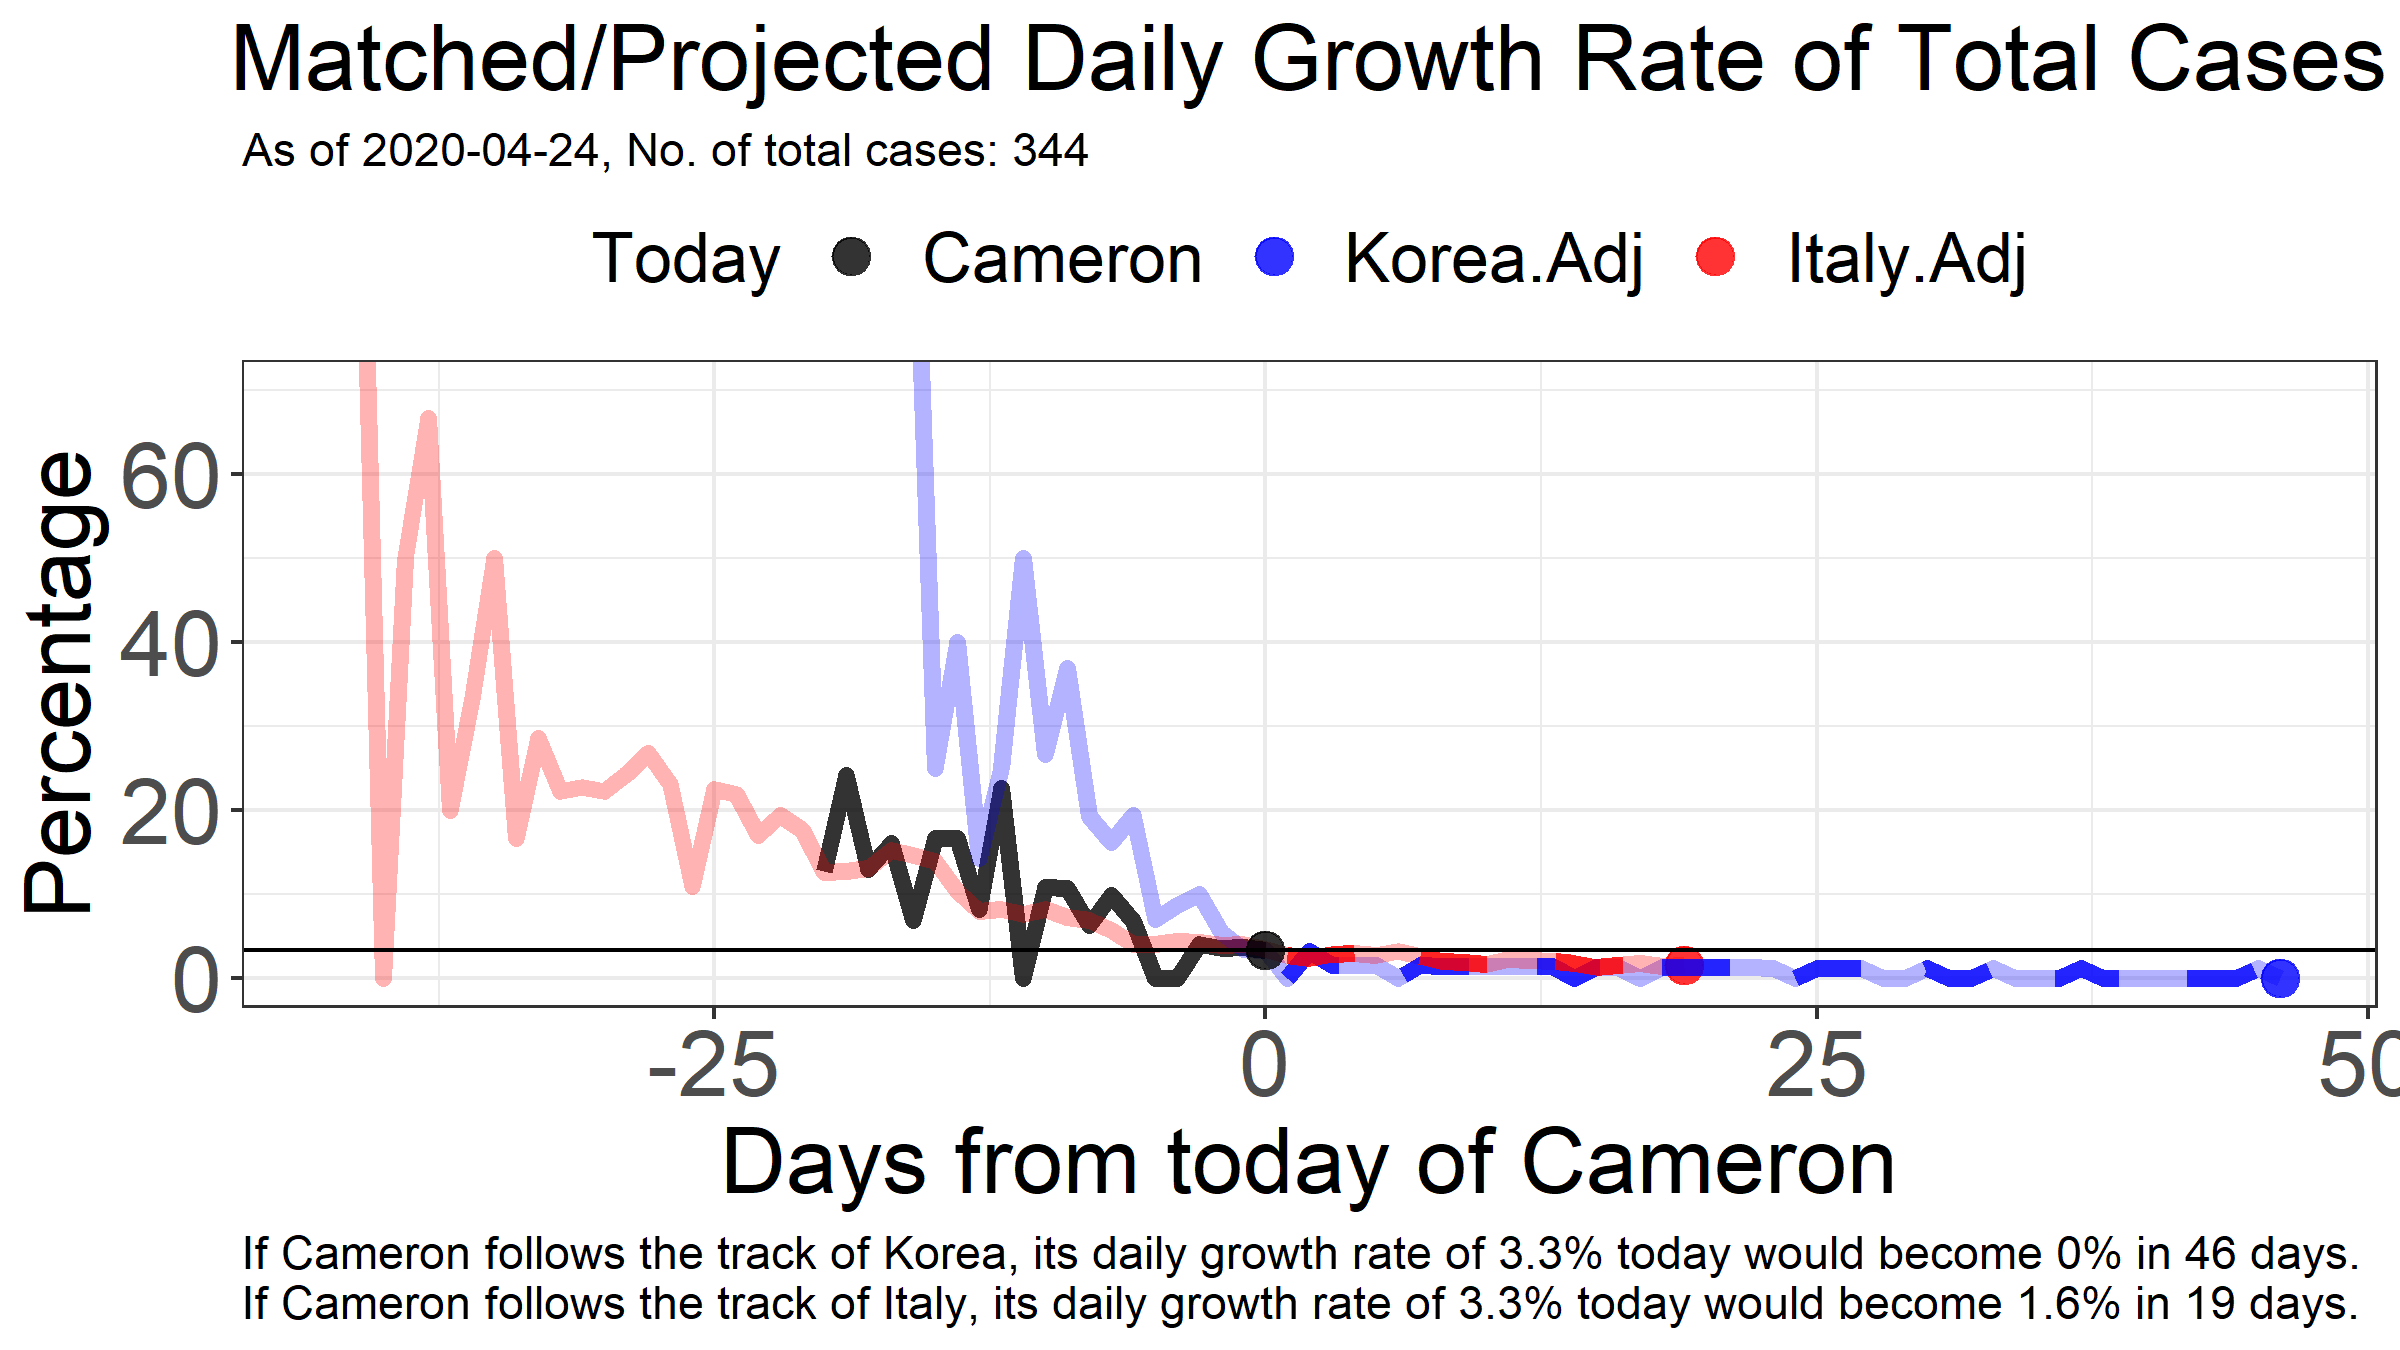 Matched/Projected Daily Growth Rate of Total Cases
As of 2020-04-24, No. of total cases: 344
Today Cameron Korea.Adj Italy.Adj
Percentage
60
40
20
0
-25 0 25 50
Days from today of Cameron
If Cameron follows the track of Korea, its daily growth rate of 3.3% today would become 0% in 46 days.
If Cameron follows the track of Italy, its daily growth rate of 3.3% today would become 1.6% in 19 days.